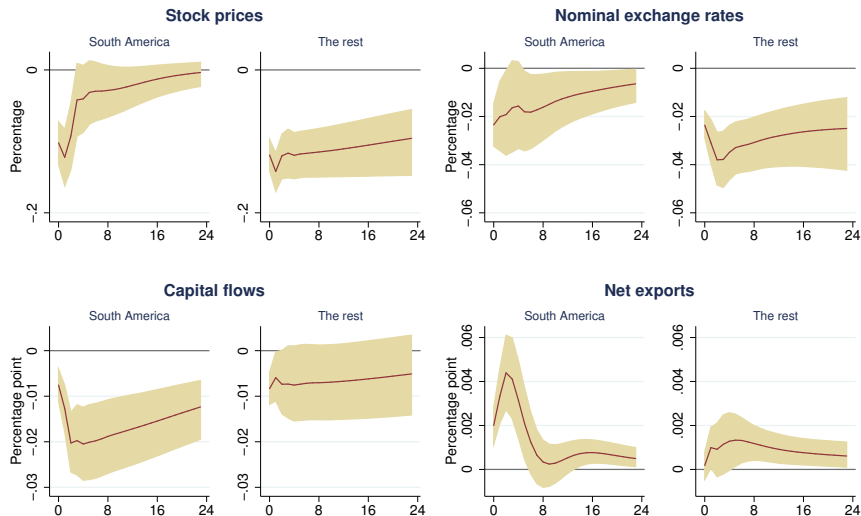 Stock prices
South America
The rest
Percentage
0
-.2
0
-.2
0 8 16 24
0 8 16 24
Nominal exchange rates
South America
The rest
Percentage
0
-.02
-.04
-.06
0
-.02
-.04
-.06
0 8 16 24
0 8 16 24
Capital flows
South America
The rest
Percentage point
0
-.01
-.02
-.03
0
-.01
-.02
-.03
0 8 16 24
0 8 16 24
Net exports
South America
The rest
Percentage point
.006
.004
.002
0
.006
.004
.002
0
0 8 16 24
0 8 16 24